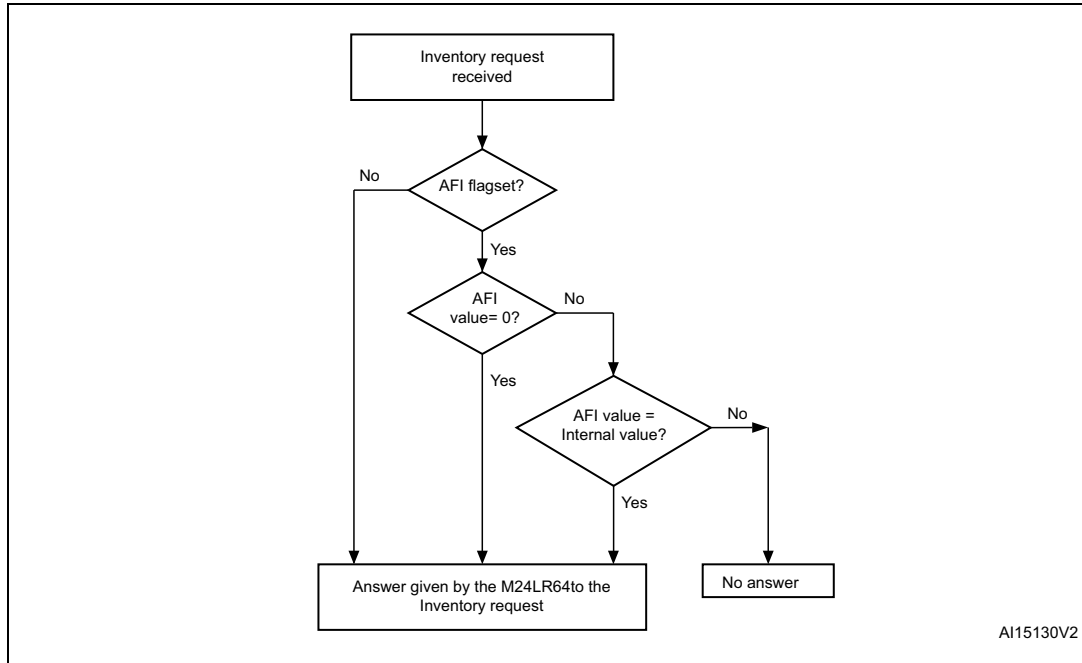 Inventory request
received
No
AFI flagset?
Yes
AFI
value= 0?
No
Yes
AFI value =
Internal value?
No
Yes
Answer given by the M24LR64to the
Inventory request
No answer
AI15130V2